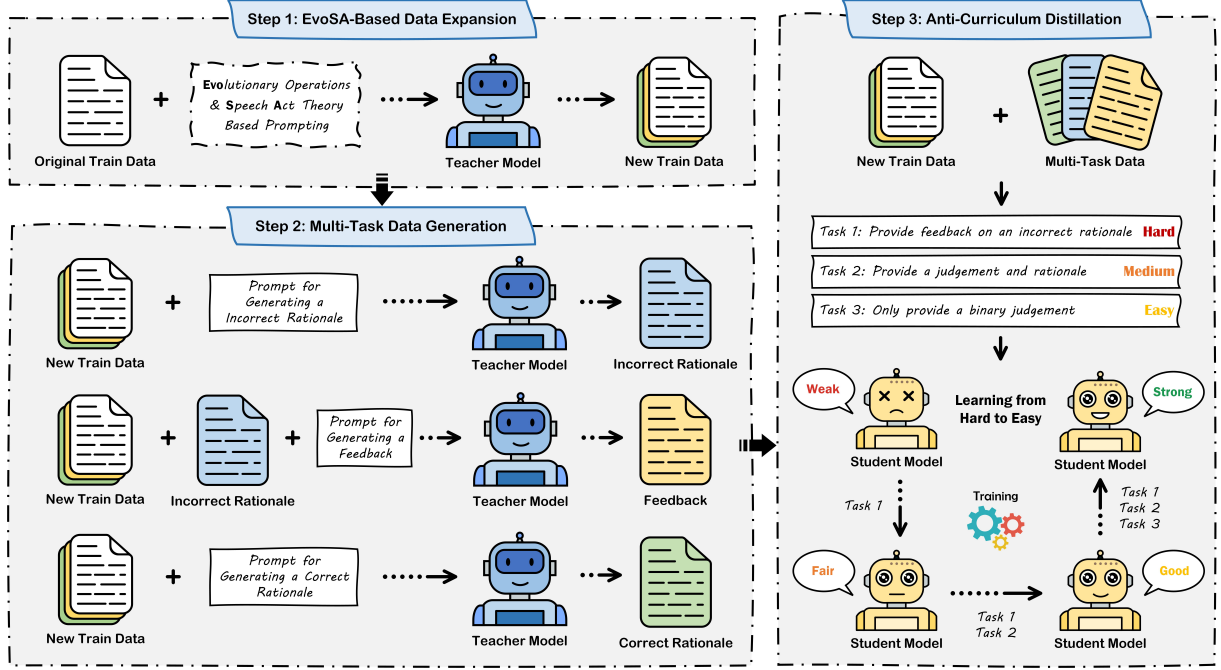 Step 1: EvoSA-Based Data Expansion
Original Train Data
+
Evolutionary Operations
& Speech Act Theory
Based Prompting
Teacher Model
New Train Data
Step 2: Multi-Task Data Generation
New Train Data
+
Prompt for
Generating a
Incorrect Rationale
Teacher Model
Incorrect Rationale
New Train Data
+
Incorrect Rationale
+
Prompt for
Generating a
Feedback
Teacher Model
Feedback
New Train Data
+
Prompt for
Generating a Correct
Rationale
Teacher Model
Correct Rationale
Step 3: Anti-Curriculum Distillation
New Train Data
+
Multi-Task Data
Task 1: Provide feedback on an incorrect rationale Hard
Task 2: Provide a judgement and rationale Medium
Task 3: Only provide a binary judgement Easy
Weak
Student Model
Learning from
Hard to Easy
Strong
Student Model
Task 1
Training
Task 1
Task 2
Task 3
Fair
Student Model
Task 1
Task 2
Good
Student Model